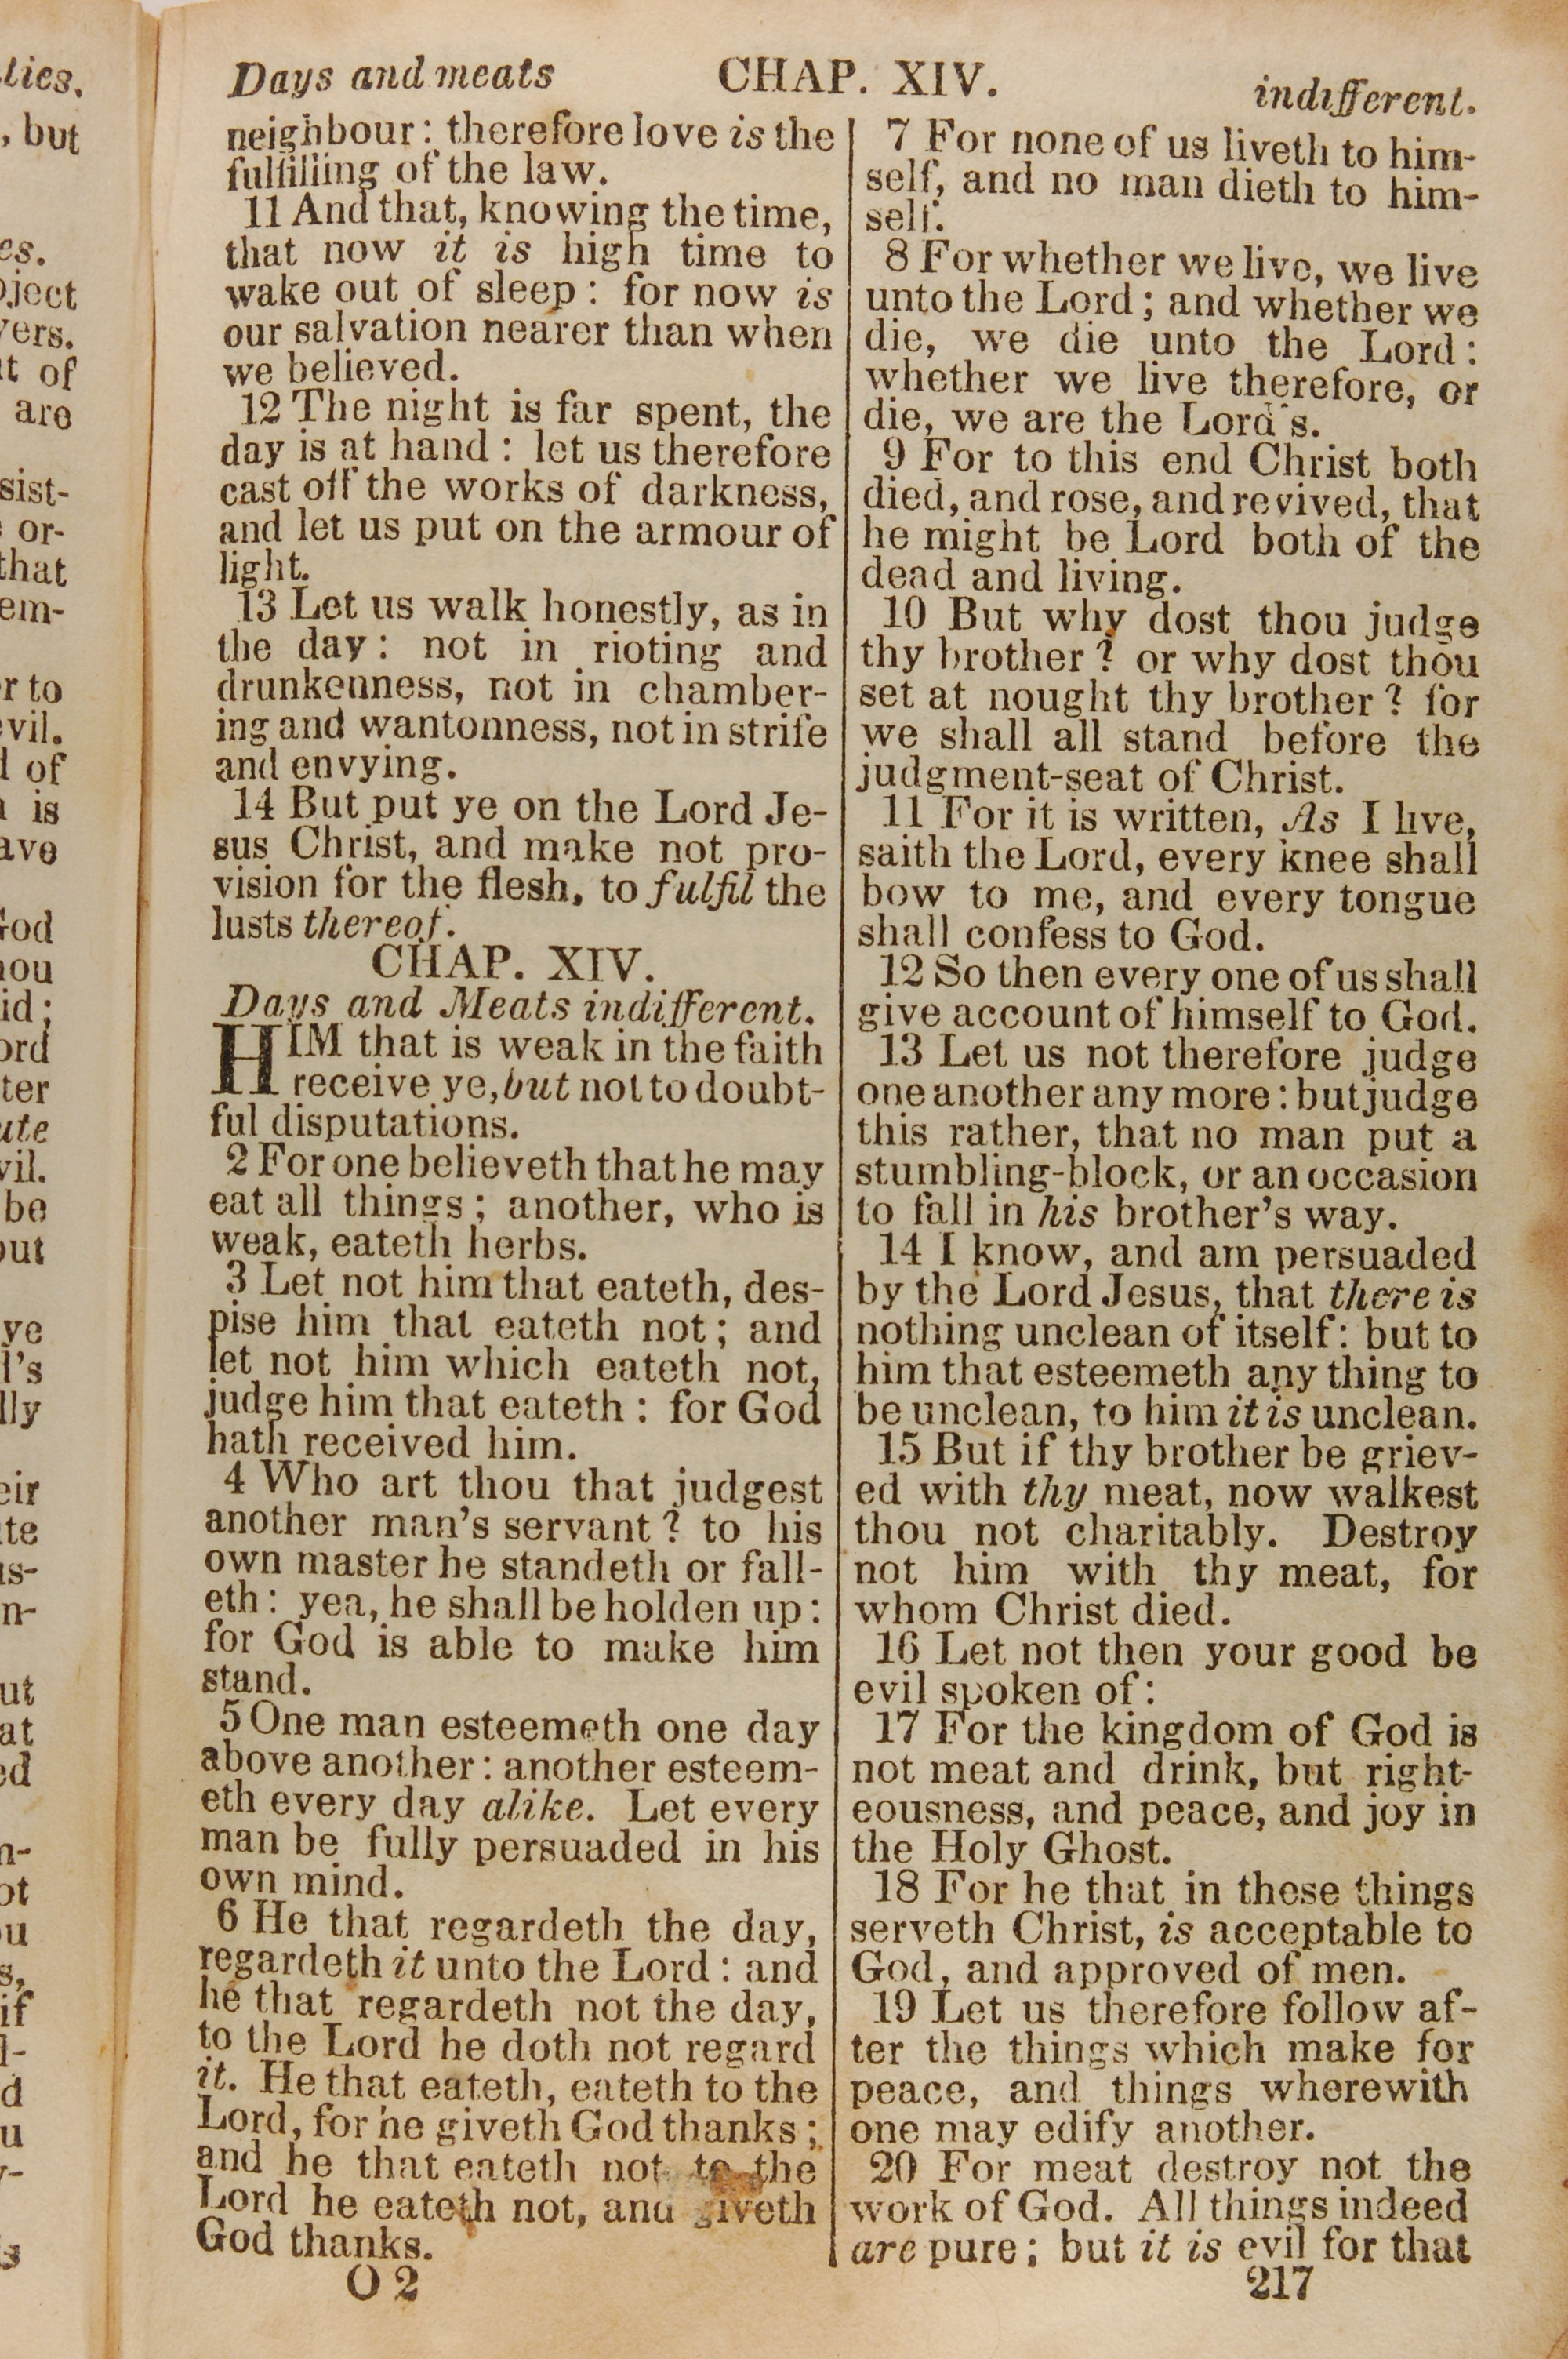 Days and meats CHAP. XIV. indifferent.
neighbour: therefore love is the
fulfilling of the law.
11 And that, knowing the time,
that now it is high time to
wake out of sleep: for now is
our salvation nearer than when
we believed.
12 The night is far spent, the
day is at hand: let us therefore
cast off the works of darkness,
and let us put on the armour of
light.
13 Let us walk honestly, as in
the day: not in rioting and
drunkenness, not in chamber-
ing and wantonness, not in strife
and envying.
14 But put ye on the Lord Je-
sus Christ, and make not pro-
vision for the flesh, to fulfil the
lusts thereof.
CHAP. XIV.
Days and Meats indifferent.
HIM that is weak in the faith
receive ye, but not to doubt-
ful disputations.
2 For one believeth that he may
eat all things; another, who is
weak, eateth herbs.
3 Let not him that eateth, des-
pise him that eateth not; and
let not him which eateth not,
judge him that eateth: for God
hath received him.
4 Who art thou that judgest
another man's servant? to his
own master he standeth or fall-
eth: yea, he shall be holden up:
for God is able to make him
stand.
5 One man esteemeth one day
above another: another esteem-
eth every day alike. Let every
man be fully persuaded in his
own mind.
6 He that regardeth the day,
regardeth it unto the Lord: and
he that regardeth not the day,
to the Lord he doth not regard
it. He that eateth, eateth to the
Lord, for he giveth God thanks;
and he that eateth not to the
Lord he eateth not, and giveth
God thanks.
O 2
7 For none of us liveth to him-
self, and no man dieth to him-
self.
8 For whether we live, we live
unto the Lord; and whether we
die, we die unto the Lord:
whether we live therefore, or
die, we are the Lord's.
9 For to this end Christ both
died, and rose, and revived, that
he might be Lord both of the
dead and living.
10 But why dost thou judge
thy brother? or why dost thou
set at nought thy brother? for
we shall all stand before the
judgment-seat of Christ.
11 For it is written, As I live,
saith the Lord, every knee shall
bow to me, and every tongue
shall confess to God.
12 So then every one of us shall
give account of himself to God.
13 Let us not therefore judge
one another any more: but judge
this rather, that no man put a
stumbling-block, or an occasion
to fall in his brother's way.
14 I know, and am persuaded
by the Lord Jesus, that there is
nothing unclean of itself: but to
him that esteemeth any thing to
be unclean, to him it is unclean.
15 But if thy brother be griev-
ed with thy meat, now walkest
thou not charitably. Destroy
not him with thy meat, for
whom Christ died.
16 Let not then your good be
evil spoken of:
17 For the kingdom of God is
not meat and drink, but right-
eousness, and peace, and joy in
the Holy Ghost.
18 For he that in these things
serveth Christ, is acceptable to
God, and approved of men.
19 Let us therefore follow af-
ter the things which make for
peace, and things wherewith
one may edify another.
20 For meat destroy not the
work of God. All things indeed
are pure; but it is evil for that
217